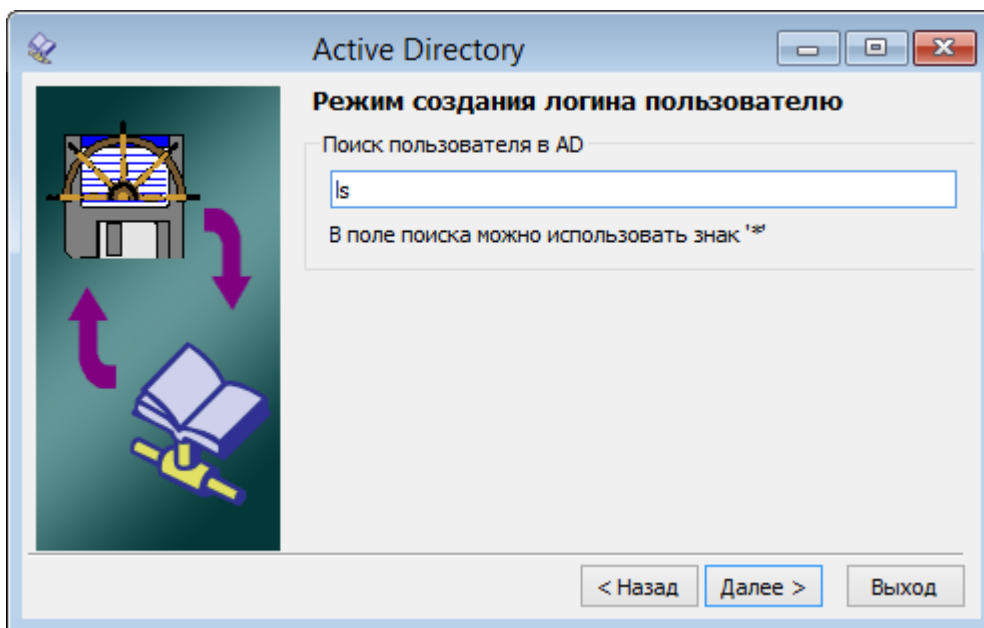 Active Directory
Режим создания логина пользователю
Поиск пользователя в AD
ls
В поле поиска можно использовать знак '*'
< Назад
Далее >
Выход